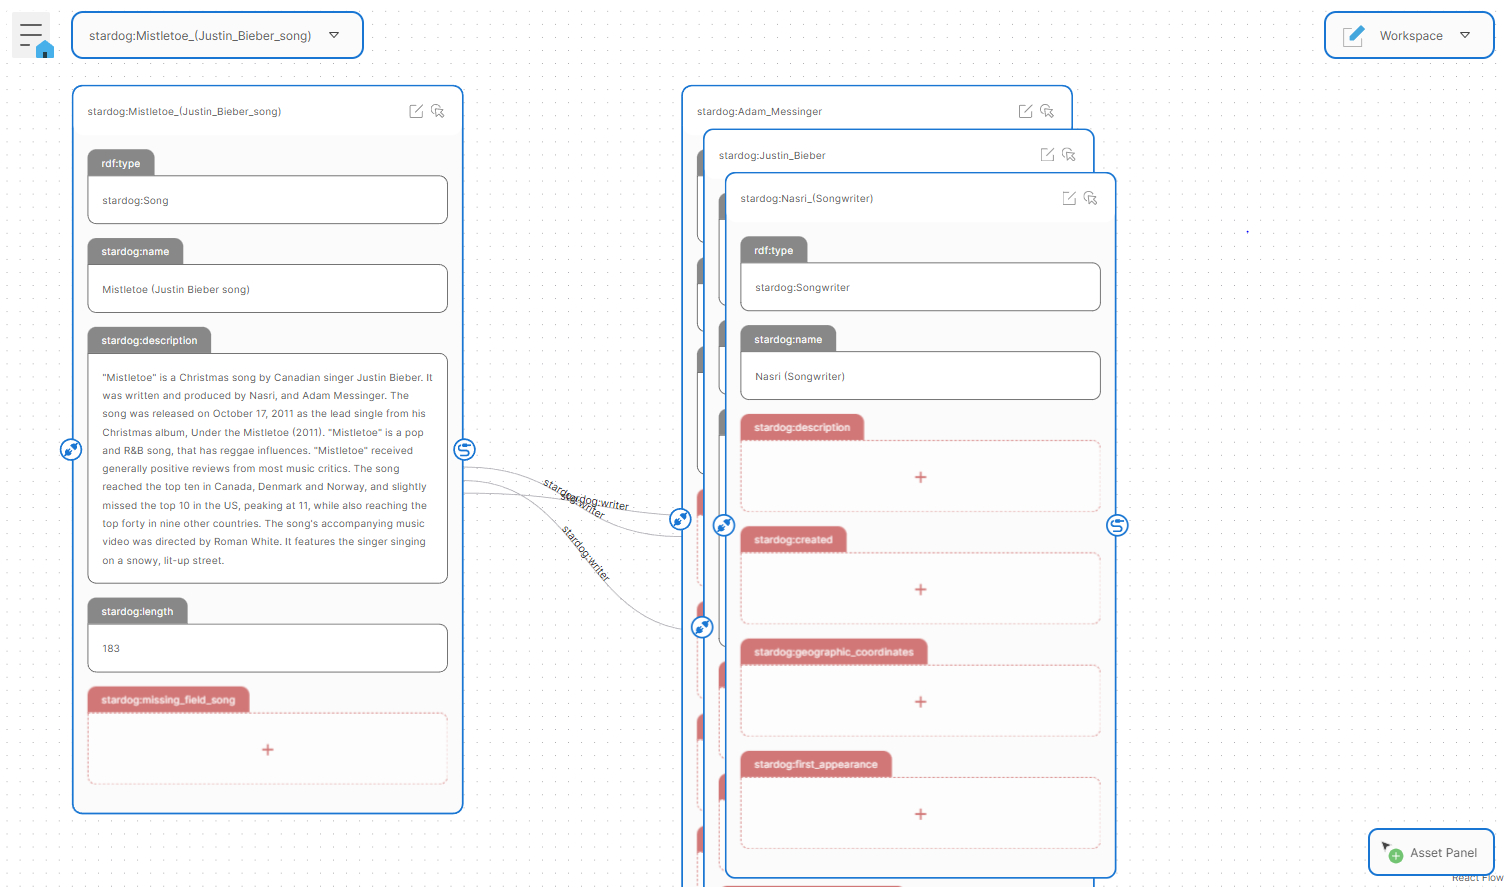 stardog:Mistletoe_(Justin_Bieber_song)
Workspace
stardog:Mistletoe_(Justin_Bieber_song)
rdf:type
stardog:Song
stardog:name
Mistletoe (Justin Bieber song)
stardog:description
"Mistletoe" is a Christmas song by Canadian singer Justin Bieber. It
was written and produced by Nasri, and Adam Messinger. The
song was released on October 17, 2011 as the lead single from his
Christmas album, Under the Mistletoe (2011). "Mistletoe" is a pop
and R&B song, that has reggae influences. "Mistletoe" received
generally positive reviews from most music critics. The song
reached the top ten in Canada, Denmark and Norway, and slightly
missed the top 10 in the US, peaking at 11, while also reaching the
top forty in nine other countries. The song's accompanying music
video was directed by Roman White. It features the singer singing
on a snowy, lit-up street.
stardog:length
183
stardog:missing_field_song
stardog:writer
stardog:writer
stardog:writer
stardog:Adam_Messinger
stardog:Justin_Bieber
stardog:Nasri_(Songwriter)
rdf:type
stardog:Songwriter
stardog:name
Nasri (Songwriter)
stardog:description
stardog:created
stardog:geographic_coordinates
stardog:first_appearance
Asset Panel
React Flow